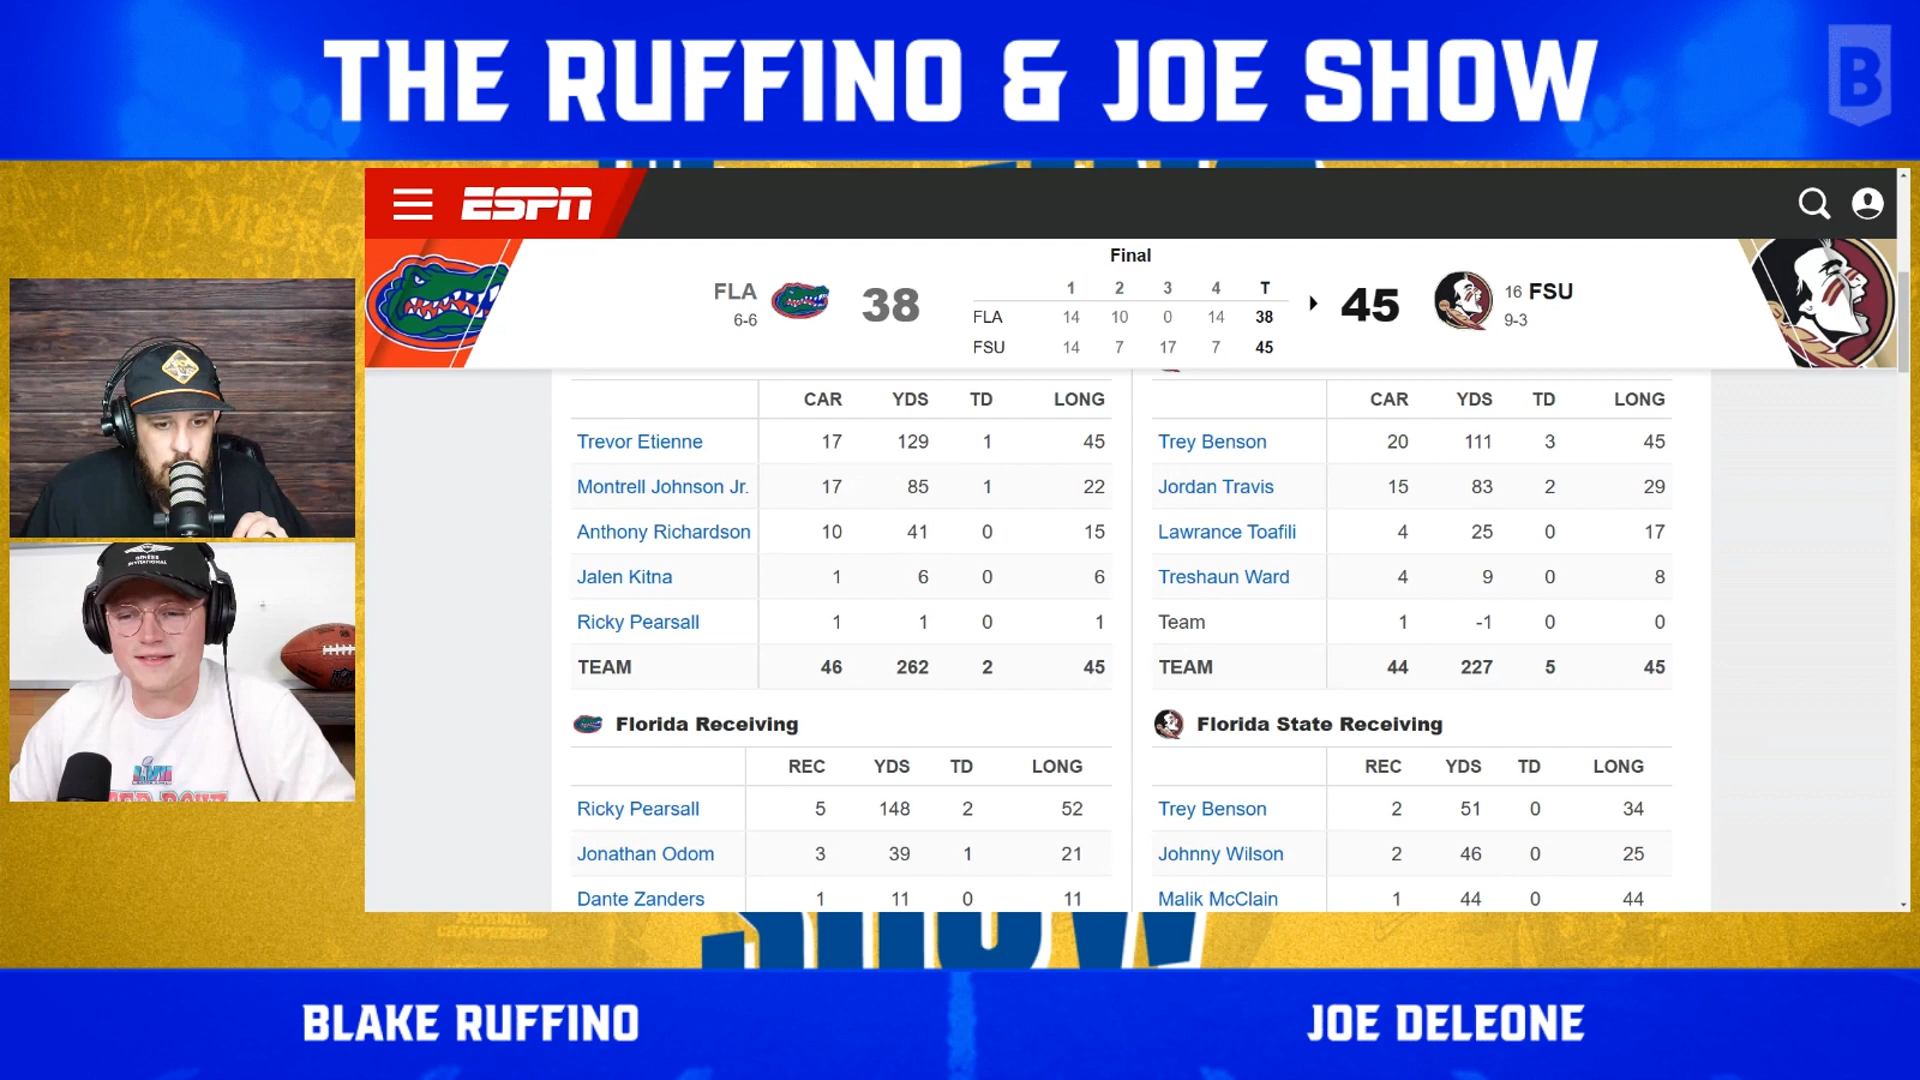 THE RUFFINO & JOE SHOW
B
ESPN
Final
FLA
6-6
38
1 2 3 4 T
FLA 14 10 0 14 38
FSU 14 7 17 7 45
45
16 FSU
9-3
CAR YDS TD LONG
Trevor Etienne 17 129 1 45
Montrell Johnson Jr. 17 85 1 22
Anthony Richardson 10 41 0 15
Jalen Kitna 1 6 0 6
Ricky Pearsall 1 1 0 1
TEAM 46 262 2 45
CAR YDS TD LONG
Trey Benson 20 111 3 45
Jordan Travis 15 83 2 29
Lawrance Toafili 4 25 0 17
Treshaun Ward 4 9 0 8
Team 1 -1 0 0
TEAM 44 227 5 45
Florida Receiving
REC YDS TD LONG
Ricky Pearsall 5 148 2 52
Jonathan Odom 3 39 1 21
Dante Zanders 1 11 0 11
Florida State Receiving
REC YDS TD LONG
Trey Benson 2 51 0 34
Johnny Wilson 2 46 0 25
Malik McClain 1 44 0 44
LVII
NATIONAL
CHAMPIONSHIP
SHOW
BLAKE RUFFINO
JOE DELEONE